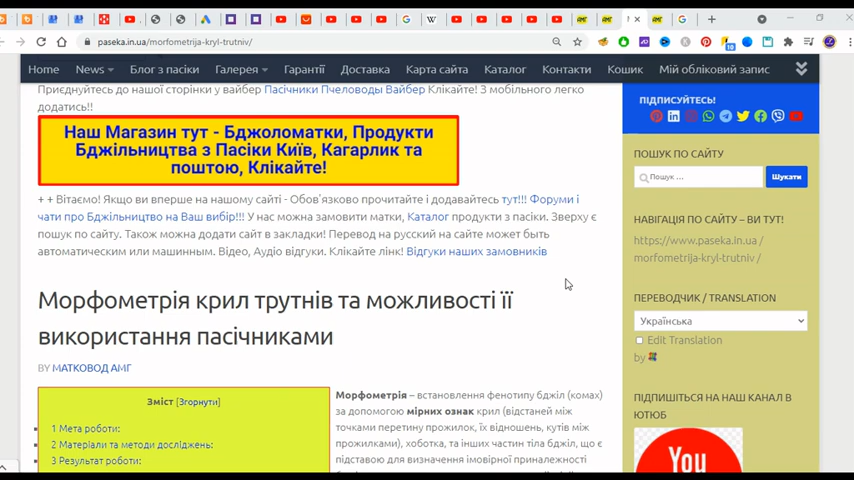 paseka.in.ua/morfometrija-kryl-trutniv/
Home News Блог з пасіки Галерея Гарантії Доставка Карта сайта Каталог Контакти Кошик Мій обліковий запис
Приєднуйтесь до нашої сторінки у вайбер Пасічники Пчеловоды Вайбер Клікайте! З мобільного легко
додатись!!
Наш Магазин тут - Бджоломатки, Продукти
Бджільництва з Пасіки Київ, Кагарлик та
поштою, Клікайте!
+ + Вітаємо! Якщо ви вперше на нашому сайті - Обов'язково прочитайте і додавайтесь тут!!! Форуми і
чати про Бджільництво на Ваш вибір!!! У нас можна замовити матки, Каталог продукти з пасіки. Зверху є
пошук по сайту. Також можна додати сайт в закладки! Перевод на русский на сайте может быть
автоматическим или машинным. Відео, Аудіо відгуки. Клікайте лінк! Відгуки наших замовників
Морфометрія крил трутнів та можливості її
використання пасічниками
BY МАТКОВОД АМГ
Зміст [Згорнути]
1 Мета роботи:
2 Матеріали та методи досліджень:
3 Результат роботи:
Морфометрія – встановлення фенотипу бджіл (комах)
за допомогою мірних ознак крил (відстаней між
точками перетину прожилок, їх відношень, кутів між
прожилками), хоботка, та інших частин тіла бджіл, що є
підставою для визначення імовірної приналежності
ПІДПИСУЙТЕСЬ!
ПОШУК ПО САЙТУ
Пошук ...
Шукати
НАВІГАЦІЯ ПО САЙТУ – ВИ ТУТ!
https://www.paseka.in.ua /
morfometrija-kryl-trutniv /
ПЕРЕВОДЧИК / TRANSLATION
Українська
Edit Translation
by
ПІДПИШІТЬСЯ НА НАШ КАНАЛ В
ЮТЮБ
You